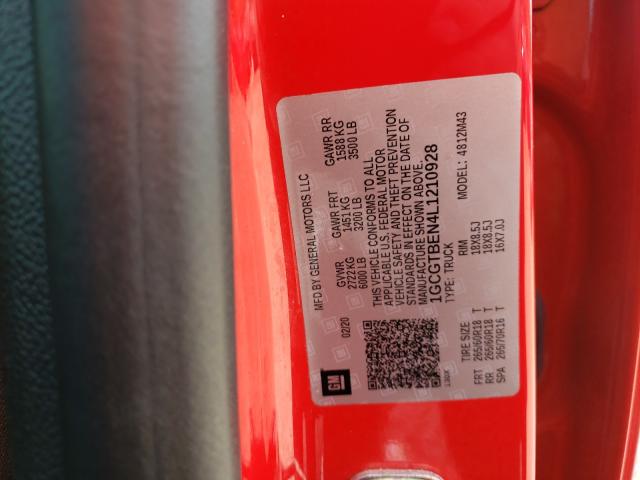 GM
MFD BY GENERAL MOTORS LLC
02/20
GVWR GAWR FRT GAWR RR
2722 KG 1451 KG 1588 KG
6000 LB 3200 LB 3500 LB
THIS VEHICLE CONFORMS TO ALL
APPLICABLE U.S. FEDERAL MOTOR
VEHICLE SAFETY AND THEFT PREVENTION
STANDARDS IN EFFECT ON THE DATE OF
MANUFACTURE SHOWN ABOVE.
1GCGTBEN4L1210928
TYPE: TRUCK MODEL: 4812M43
TIRE SIZE RIM
FRT 265/60R18 T 18X8.5J
RR 265/60R18 T 18X8.5J
SPA 265/70R16 T 16X7.0J